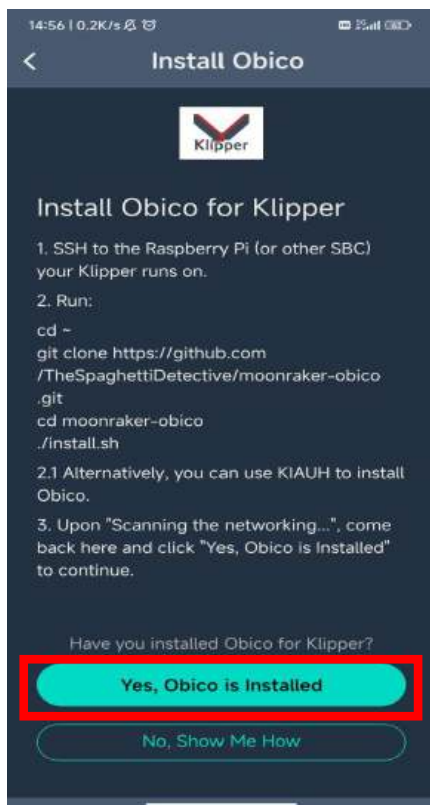 14:56 | 0.2K/s
Install Obico
Klipper
Install Obico for Klipper
1. SSH to the Raspberry Pi (or other SBC)
your Klipper runs on.
2. Run:
cd ~
git clone https://github.com
/TheSpaghettiDetective/moonraker-obico
.git
cd moonraker-obico
./install.sh
2.1 Alternatively, you can use KIAUH to install
Obico.
3. Upon "Scanning the networking...", come
back here and click "Yes, Obico is Installed"
to continue.
Have you installed Obico for Klipper?
Yes, Obico is Installed
No, Show Me How